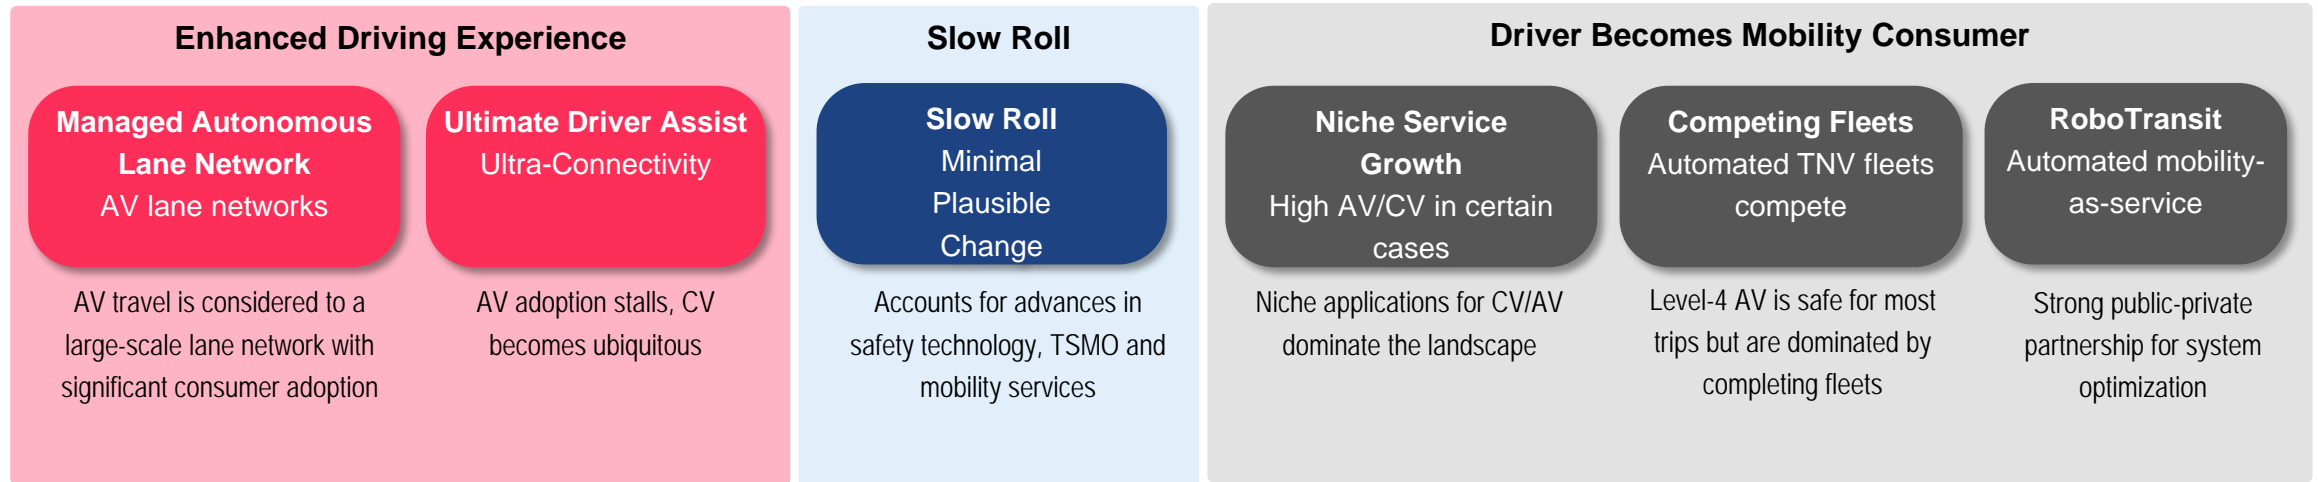 Enhanced Driving Experience
Managed Autonomous
Lane Network
AV lane networks
AV travel is considered to a
large-scale lane network with
significant consumer adoption
Ultimate Driver Assist
Ultra-Connectivity
AV adoption stalls, CV
becomes ubiquitous
Slow Roll
Slow Roll
Minimal
Plausible
Change
Accounts for advances in
safety technology, TSMO and
mobility services
Driver Becomes Mobility Consumer
Niche Service
Growth
High AV/CV in certain
cases
Niche applications for CV/AV
dominate the landscape
Competing Fleets
Automated TNV fleets
compete
Level-4 AV is safe for most
trips but are dominated by
completing fleets
RoboTransit
Automated mobility-
as-service
Strong public-private
partnership for system
optimization